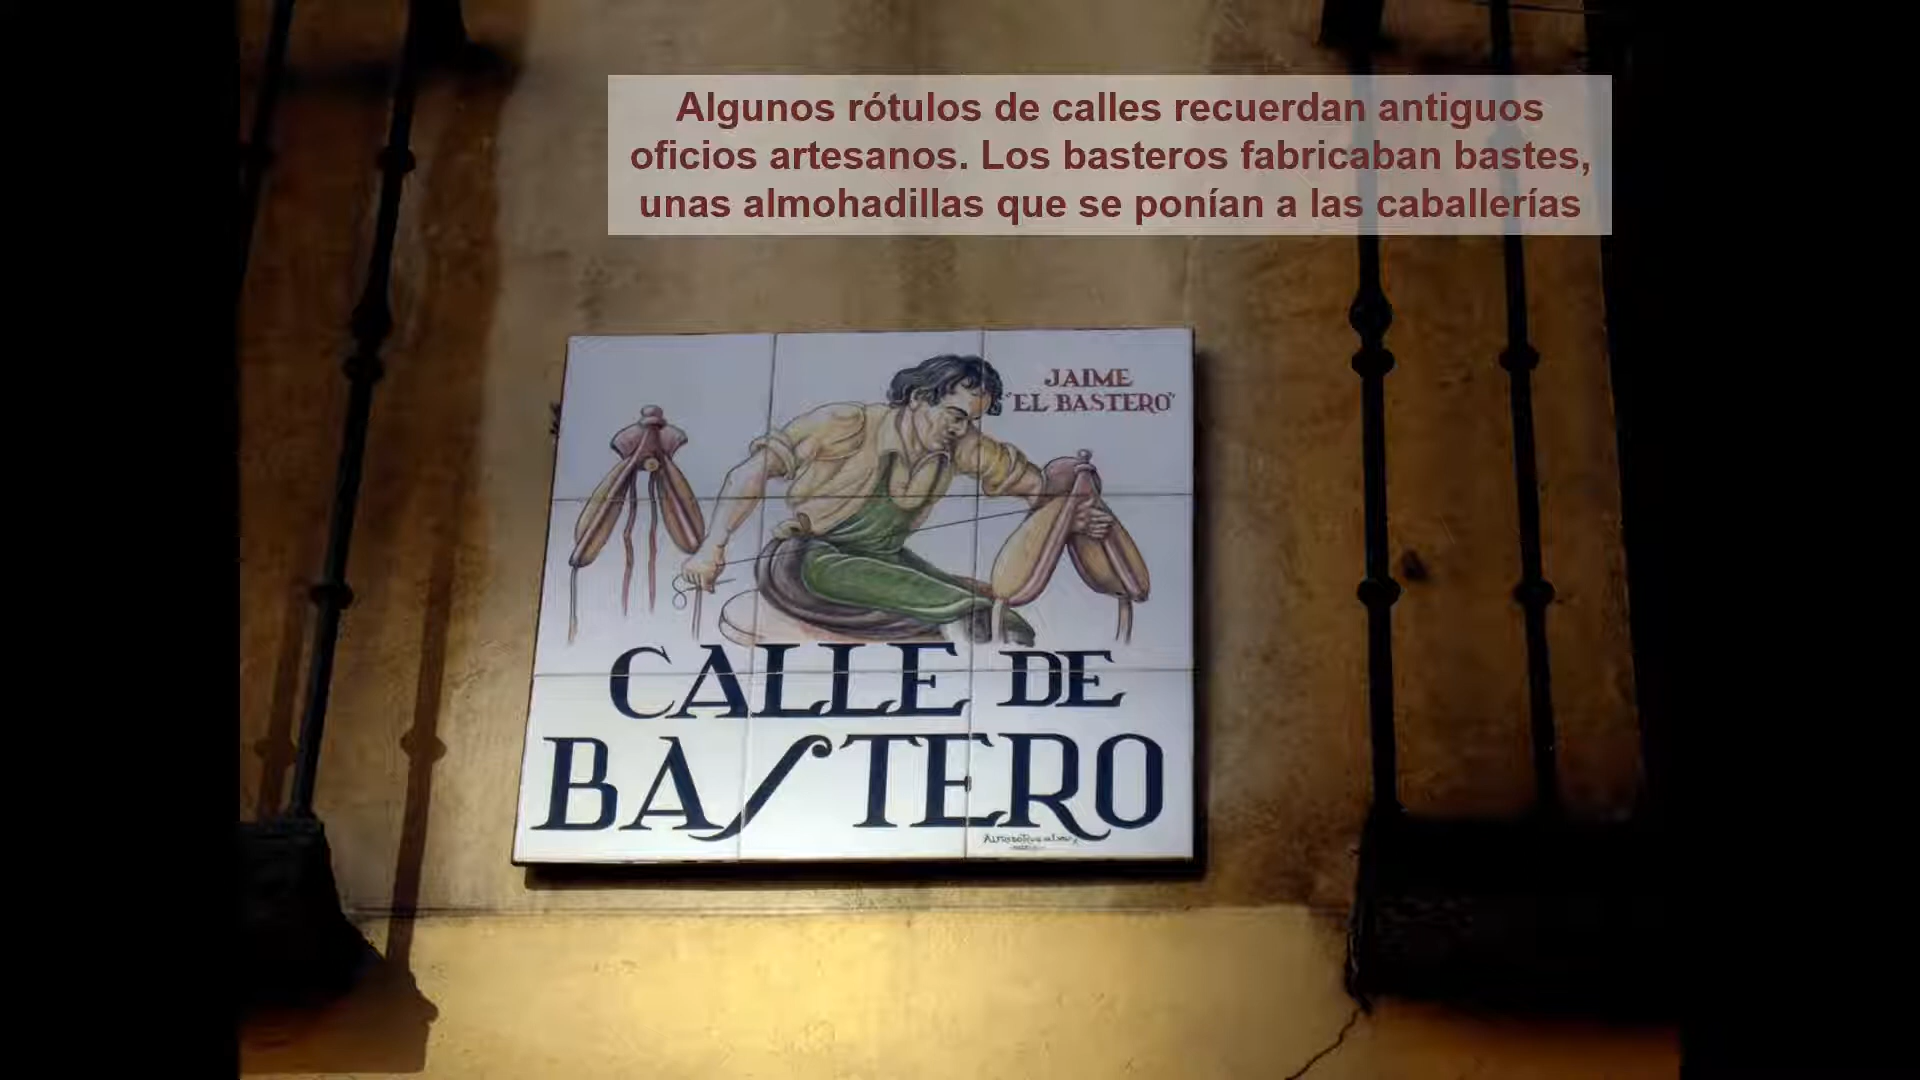 Algunos rótulos de calles recuerdan antiguos
oficios artesanos. Los basteros fabricaban bastes,
unas almohadillas que se ponían a las caballerías
JAIME
"EL BASTERO"
CALLE DE
BASTERO